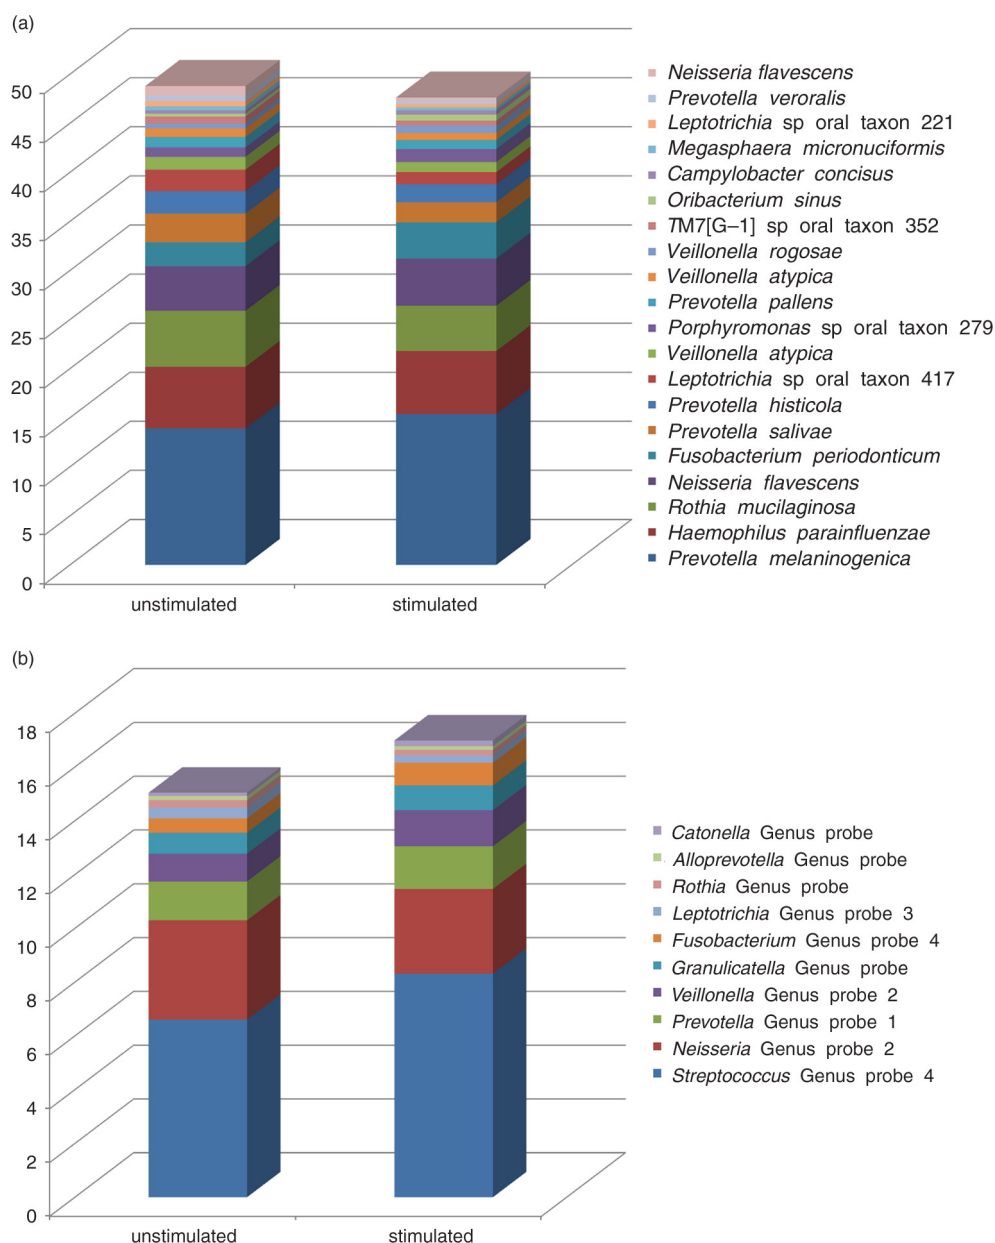 (a)
50
45
40
35
30
25
20
15
10
5
0
unstimulated
stimulated
Neisseria flavescens
Prevotella veroralis
Leptotrichia sp oral taxon 221
Megasphaera micronuciformis
Campylobacter concisus
Oribacterium sinus
TM7[G–1] sp oral taxon 352
Veillonella rogosae
Veillonella atypica
Prevotella pallens
Porphyromonas sp oral taxon 279
Veillonella atypica
Leptotrichia sp oral taxon 417
Prevotella histicola
Prevotella salivae
Fusobacterium periodonticum
Neisseria flavescens
Rothia mucilaginosa
Haemophilus parainfluenzae
Prevotella melaninogenica
(b)
18
16
14
12
10
8
6
4
2
0
unstimulated
stimulated
Catonella Genus probe
Alloprevotella Genus probe
Rothia Genus probe
Leptotrichia Genus probe 3
Fusobacterium Genus probe 4
Granulicatella Genus probe
Veillonella Genus probe 2
Prevotella Genus probe 1
Neisseria Genus probe 2
Streptococcus Genus probe 4